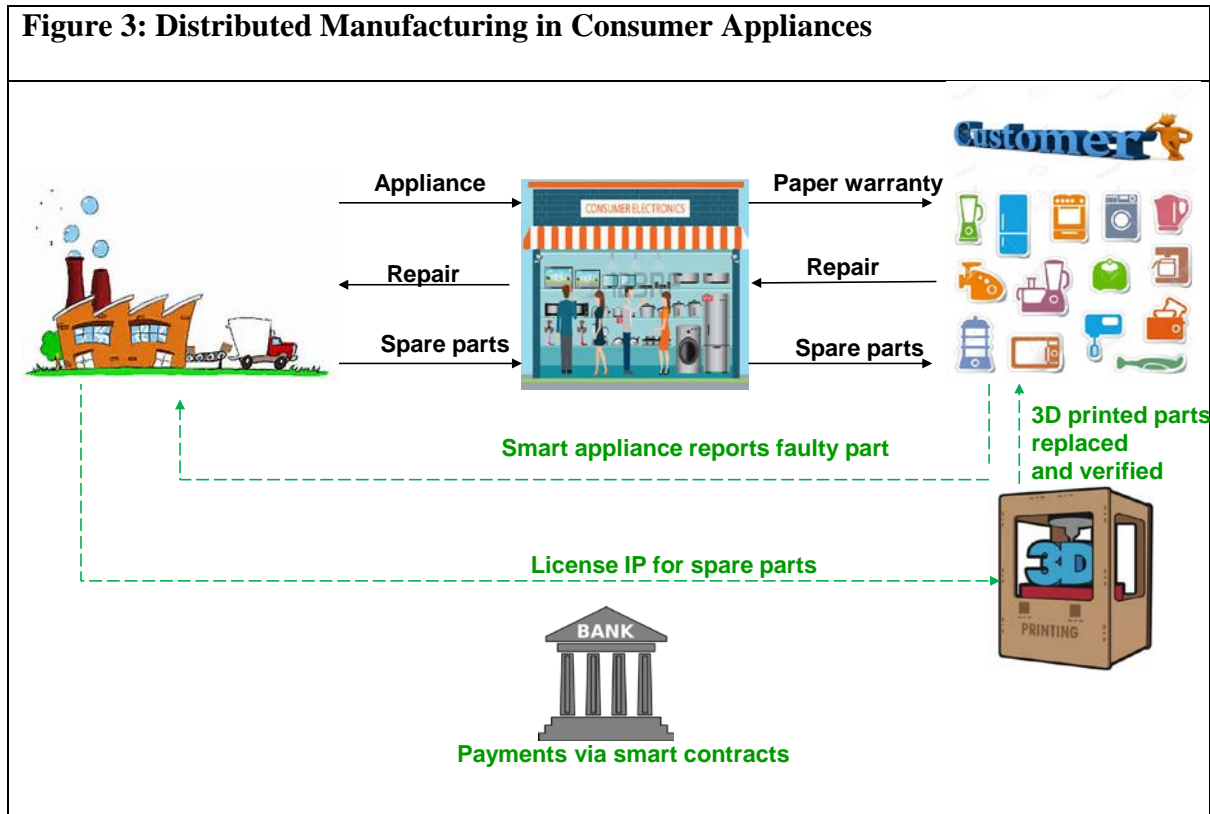 Figure 3: Distributed Manufacturing in Consumer Appliances
Customer
Appliance
Paper warranty
CONSUMER ELECTRONICS
Repair
Repair
Spare parts
Spare parts
Smart appliance reports faulty part
3D printed parts
replaced
and verified
License IP for spare parts
3D
PRINTING
BANK
Payments via smart contracts